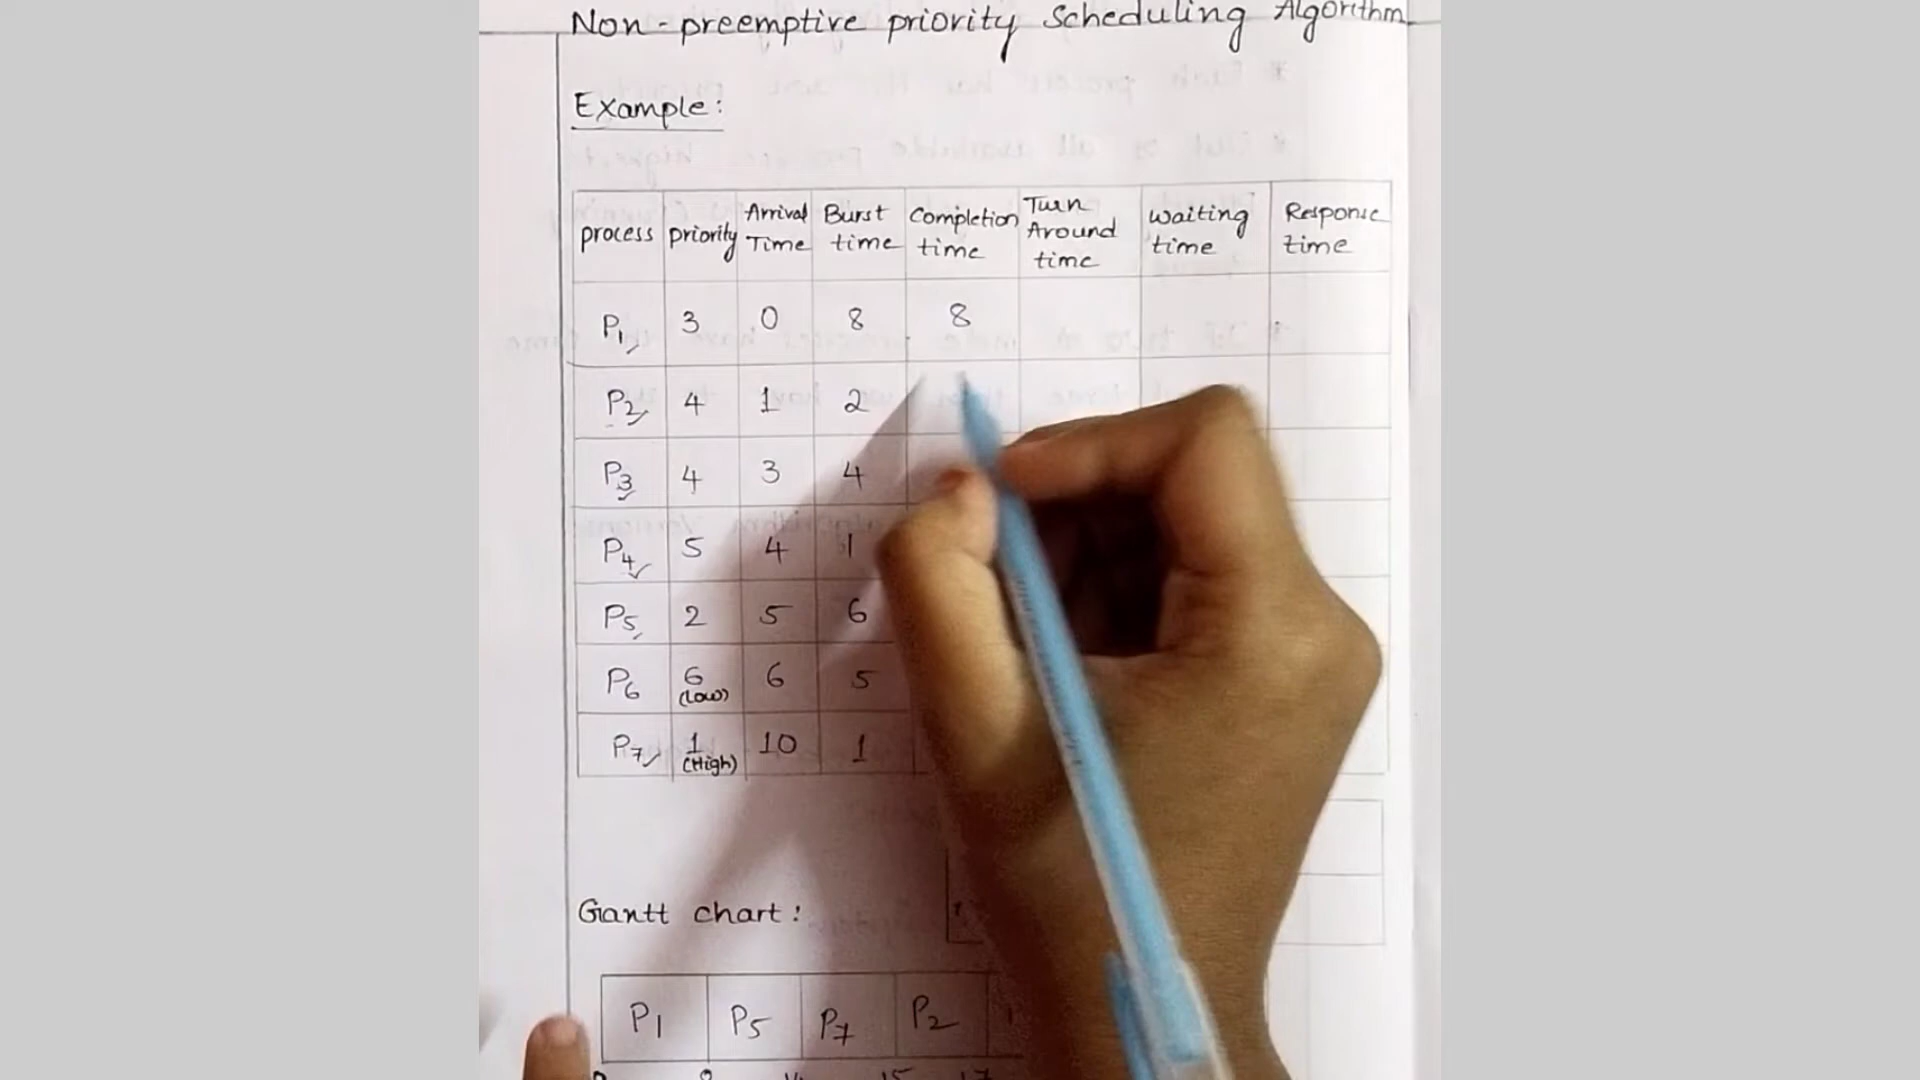 Non-preemptive priority Scheduling Algorithm
Example:
process priority Arrival Time Burst time Completion time Turn Around time waiting time Response time
P1 3 0 8 8
P2 4 1 2
P3 4 3 4
P4 5 4 1
P5 2 5 6
P6 6 (Low) 6 5
P7 1 (High) 10 1
Gantt chart:
P1 P5 P7 P2
15 17